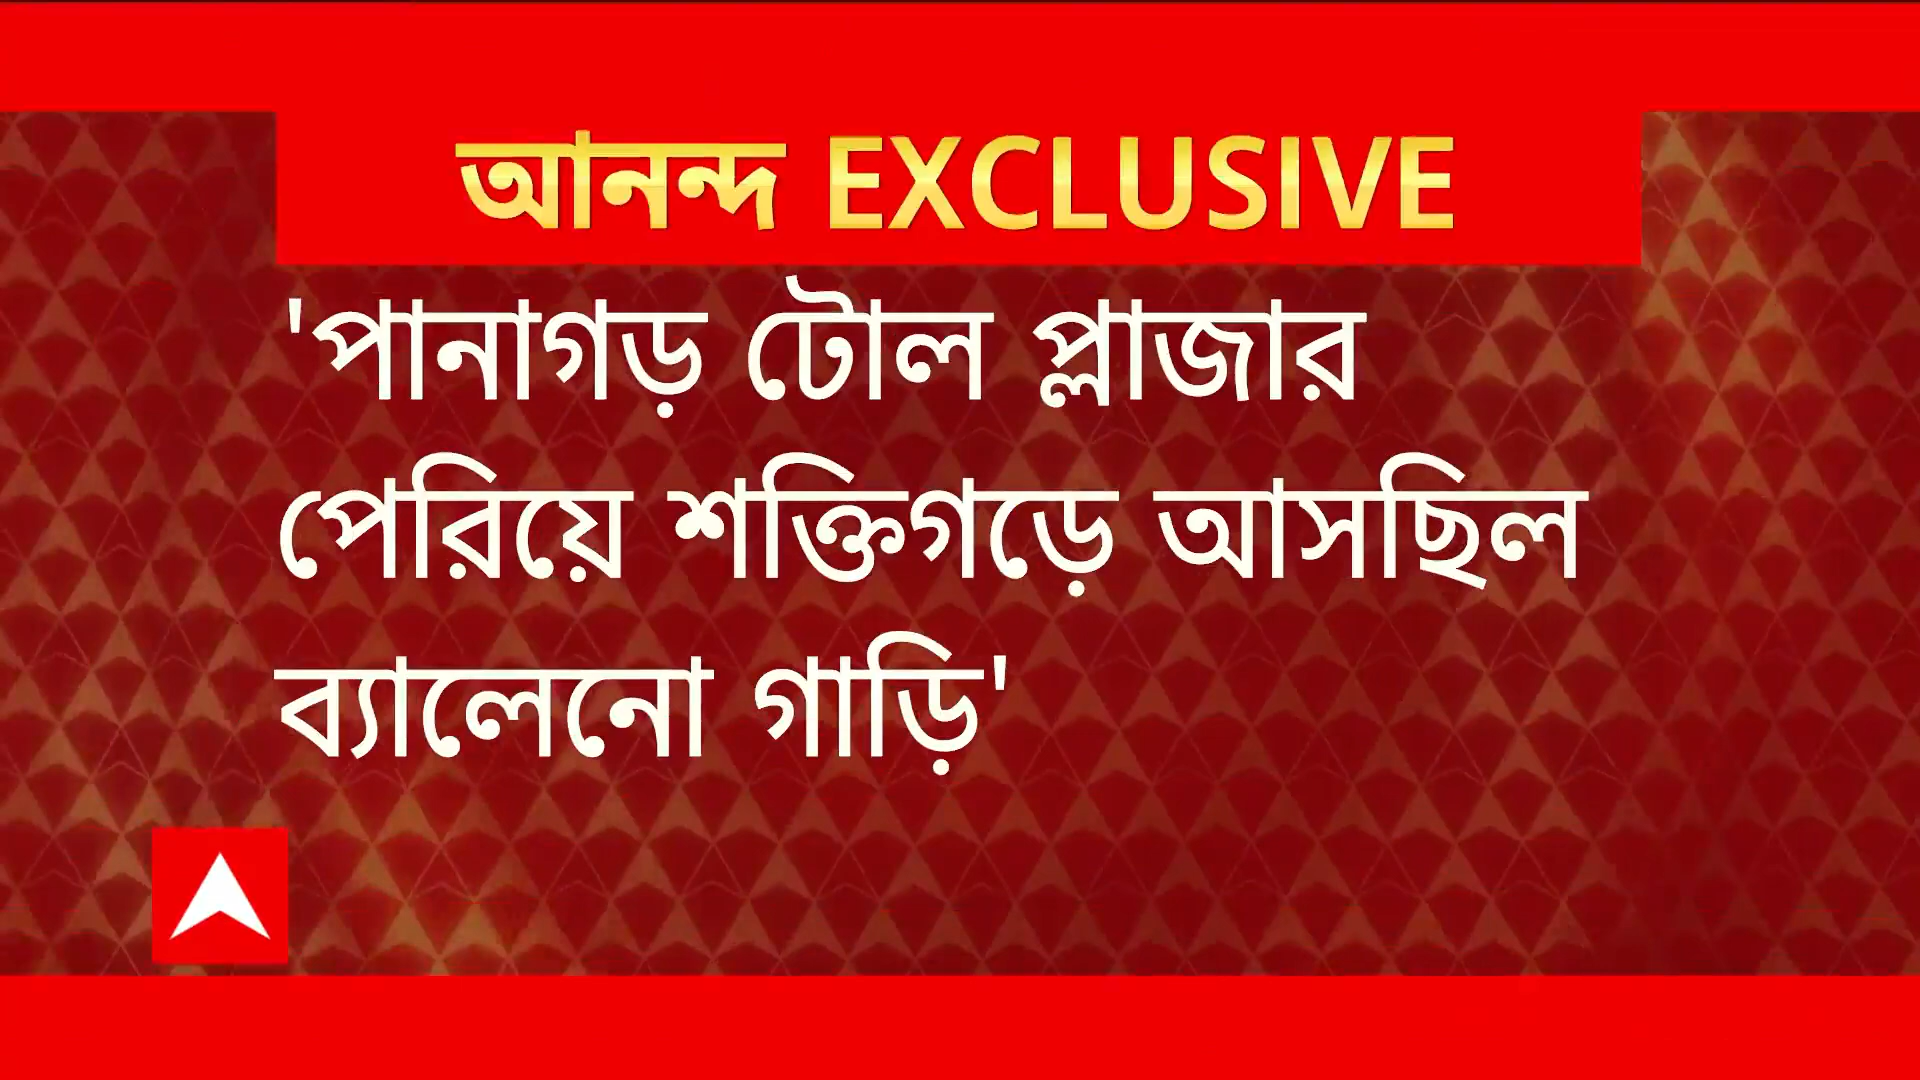 আনন্দ EXCLUSIVE
'পানাগড় টোল প্লাজার
পেরিয়ে শক্তিগড়ে আসছিল
ব্যালেনো গাড়ি'